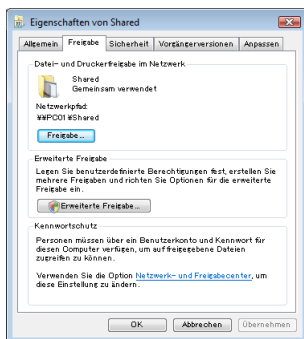 Eigenschaften von Shared
Allgemein Freigabe Sicherheit Vorgängerversionen Anpassen
Datei- und Druckerfreigabe im Netzwerk
Shared
Gemeinsam verwendet
Netzwerkpfad:
¥¥PC01¥Shared
Freigabe...
Erweiterte Freigabe
Legen Sie benutzerdefinierte Berechtigungen fest, erstellen Sie
mehrere Freigaben und richten Sie Optionen für die erweiterte
Freigabe ein.
Erweiterte Freigabe...
Kennwortschutz
Personen müssen über ein Benutzerkonto und Kennwort für
diesen Computer verfügen, um auf freigegebene Dateien
zugreifen zu können.
Verwenden Sie die Option Netzwerk- und Freigabecenter, um
diese Einstellung zu ändern.
OK Abbrechen Übernehmen